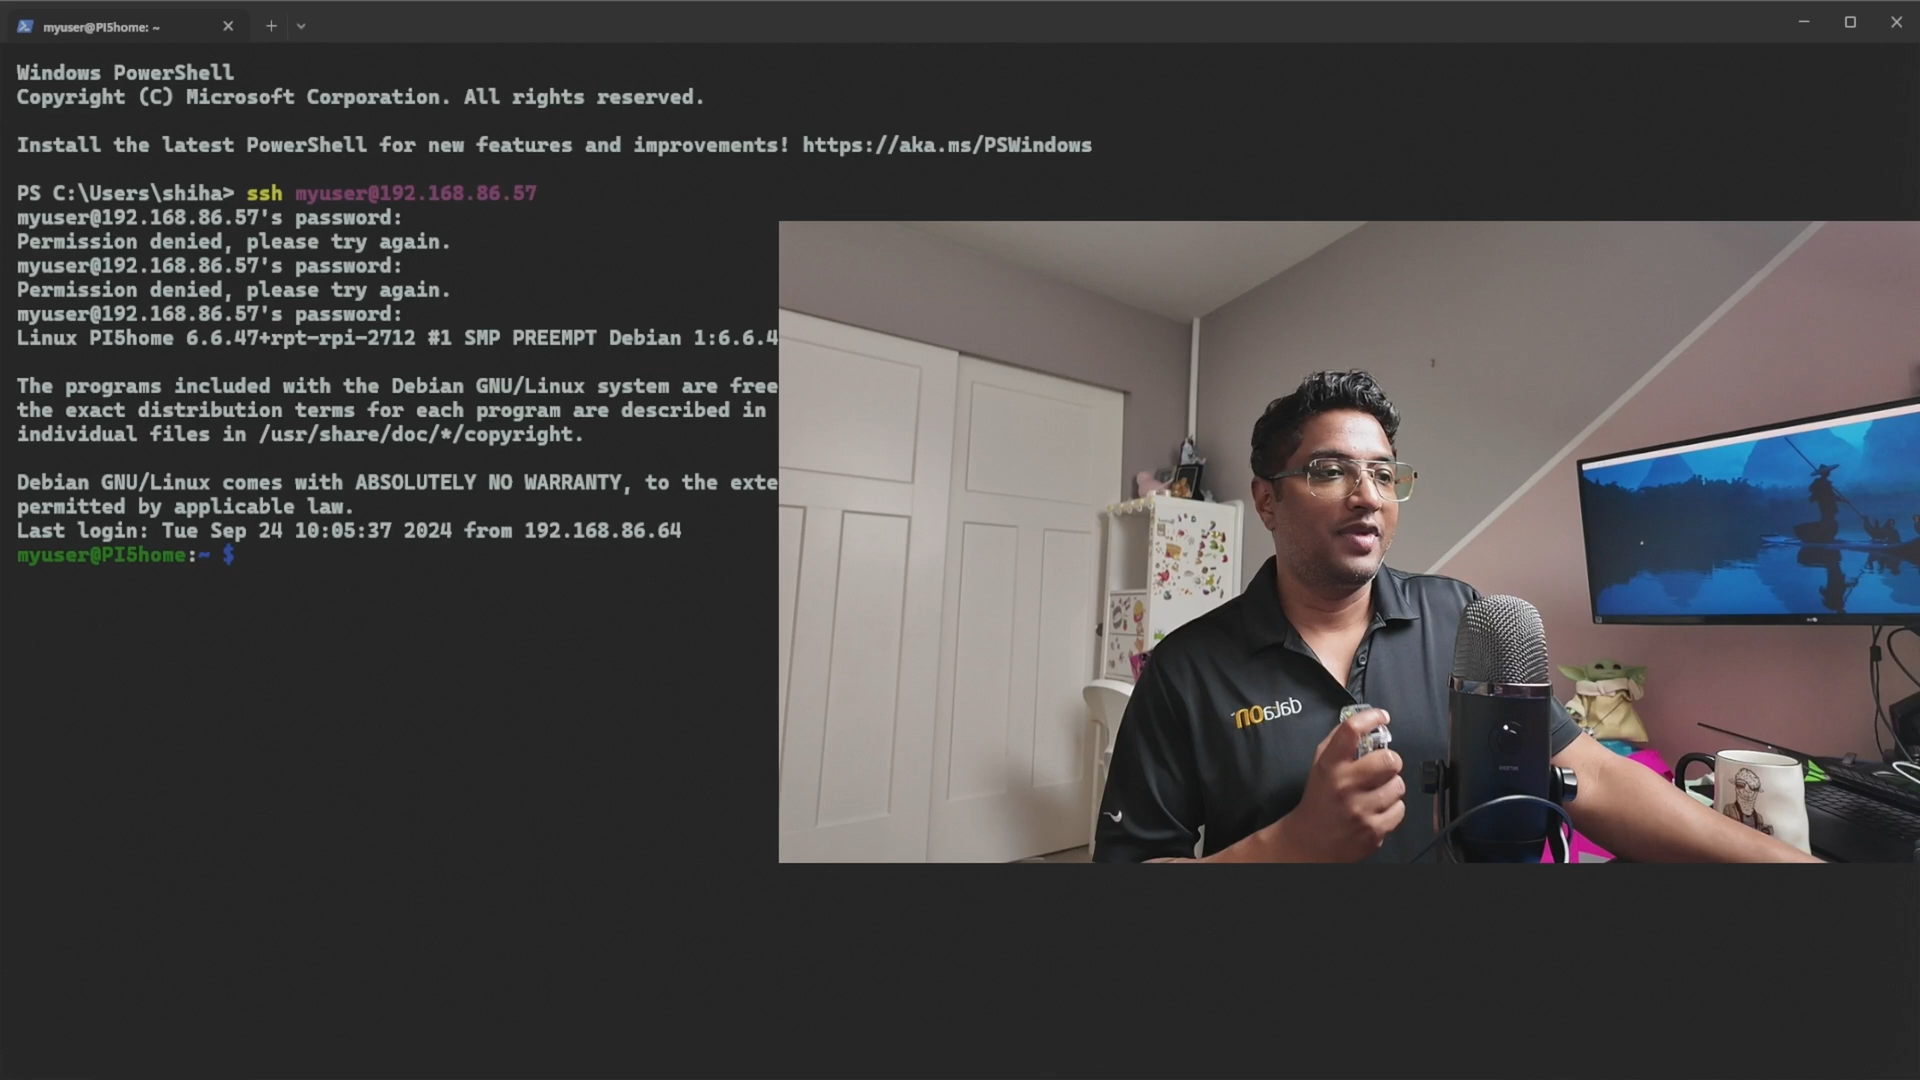 myuser@PI5home: ~
Windows PowerShell
Copyright (C) Microsoft Corporation. All rights reserved.
Install the latest PowerShell for new features and improvements! https://aka.ms/PSWindows
PS C:\Users\shiha> ssh myuser@192.168.86.57
myuser@192.168.86.57's password:
Permission denied, please try again.
myuser@192.168.86.57's password:
Permission denied, please try again.
myuser@192.168.86.57's password:
Linux PI5home 6.6.47+rpt-rpi-2712 #1 SMP PREEMPT Debian 1:6.6.4
The programs included with the Debian GNU/Linux system are free
the exact distribution terms for each program are described in
individual files in /usr/share/doc/*/copyright.
Debian GNU/Linux comes with ABSOLUTELY NO WARRANTY, to the exte
permitted by applicable law.
Last login: Tue Sep 24 10:05:37 2024 from 192.168.86.64
myuser@PI5home:~ $
dataON